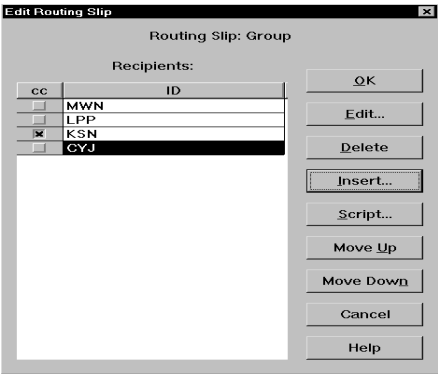 Edit Routing Slip
Routing Slip: Group
Recipients:
cc ID
MWN
LPP
KSN
CYJ
OK
Edit...
Delete
Insert...
Script...
Move Up
Move Down
Cancel
Help